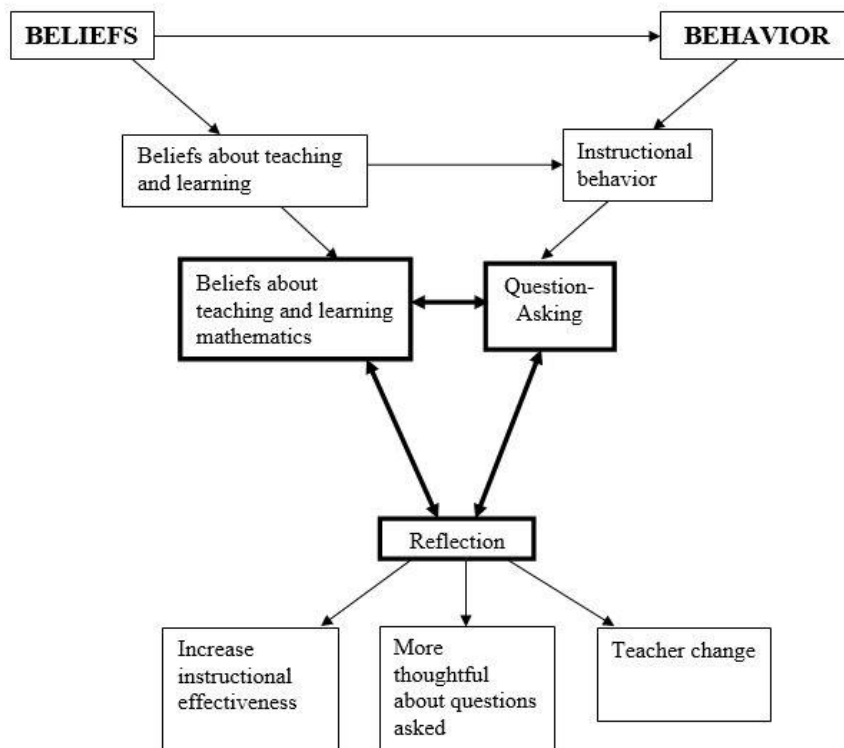 BELIEFS
BEHAVIOR
Beliefs about teaching
and learning
Instructional
behavior
Beliefs about
teaching and learning
mathematics
Question-
Asking
Reflection
Increase
instructional
effectiveness
More
thoughtful
about questions
asked
Teacher change